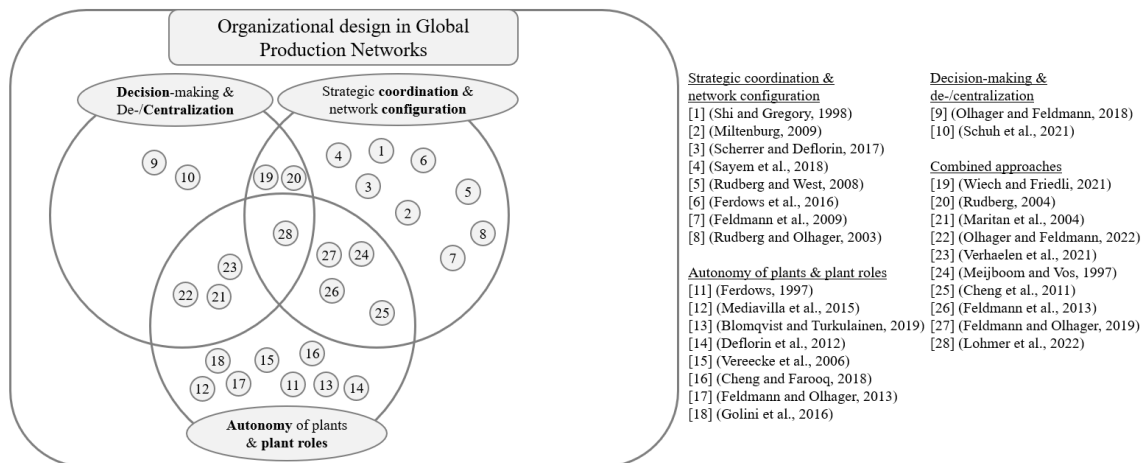 Organizational design in Global
Production Networks
Decision-making &
De-/Centralization
Strategic coordination &
network configuration
9
10
19
20
4
1
6
3
5
2
8
7
28
27
24
26
25
23
22
21
18
15
16
12
17
11
13
14
Autonomy of plants
& plant roles
Strategic coordination &
network configuration
[1] (Shi and Gregory, 1998)
[2] (Miltenburg, 2009)
[3] (Scherrer and Deflorin, 2017)
[4] (Sayem et al., 2018)
[5] (Rudberg and West, 2008)
[6] (Ferdows et al., 2016)
[7] (Feldmann et al., 2009)
[8] (Rudberg and Olhager, 2003)
Autonomy of plants & plant roles
[11] (Ferdows, 1997)
[12] (Mediavilla et al., 2015)
[13] (Blomqvist and Turkulainen, 2019)
[14] (Deflorin et al., 2012)
[15] (Vereecke et al., 2006)
[16] (Cheng and Farooq, 2018)
[17] (Feldmann and Olhager, 2013)
[18] (Golini et al., 2016)
Decision-making &
de-/centralization
[9] (Olhager and Feldmann, 2018)
[10] (Schuh et al., 2021)
Combined approaches
[19] (Wiech and Friedli, 2021)
[20] (Rudberg, 2004)
[21] (Maritan et al., 2004)
[22] (Olhager and Feldmann, 2022)
[23] (Verhaelen et al., 2021)
[24] (Meijboom and Vos, 1997)
[25] (Cheng et al., 2011)
[26] (Feldmann et al., 2013)
[27] (Feldmann and Olhager, 2019)
[28] (Lohmer et al., 2022)